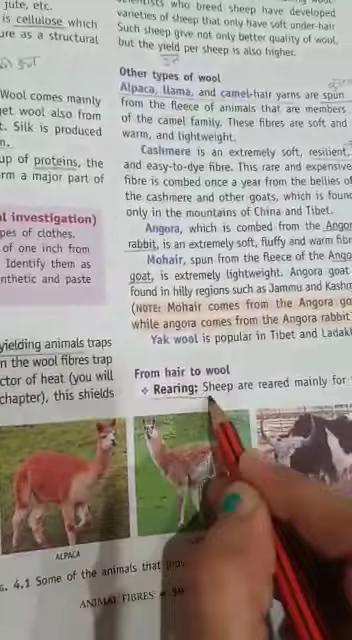 jute, etc.
is cellulose which
ure as a structural
Wool comes mainly
get wool also from
t. Silk is produced
n.
up of proteins, the
rm a major part of
al investigation)
pes of clothes.
of one inch from
Identify them as
nthetic and paste
yielding animals traps
n the wool fibres trap
ctor of heat (you will
chapter), this shields
who breed sheep have developed
varieties of sheep that only have soft under-hair
Such sheep give not only better quality of wool,
but the yield per sheep is also higher.
Other types of wool
Alpaca, llama, and camel-hair yarns are spun
from the fleece of animals that are members
of the camel family. These fibres are soft and
warm, and lightweight.
Cashmere is an extremely soft, resilient,
and easy-to-dye fibre. This rare and expensive
fibre is combed once a year from the bellies of
the cashmere and other goats, which is found
only in the mountains of China and Tibet.
Angora, which is combed from the Angor
rabbit, is an extremely soft, fluffy and warm fibr
Mohair, spun from the fleece of the Ango
goat, is extremely lightweight. Angora goat
found in hilly regions such as Jammu and Kashm
(NOTE: Mohair comes from the Angora go
while angora comes from the Angora rabbit
Yak wool is popular in Tibet and Ladakh
From hair to wool
❖ Rearing: Sheep are reared mainly for
ALPACA
G. 4.1 Some of the animals that
ANIMAL FIBRES